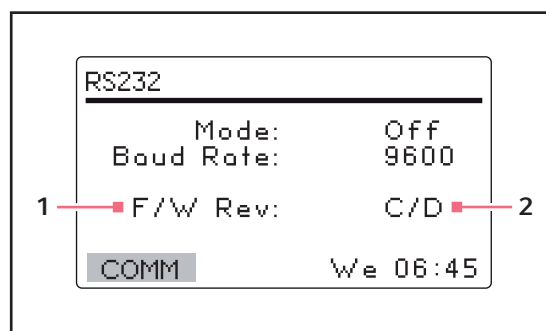 RS232
Mode: Off
Baud Rate: 9600
1 F/W Rev: C/D 2
COMM We 06:45